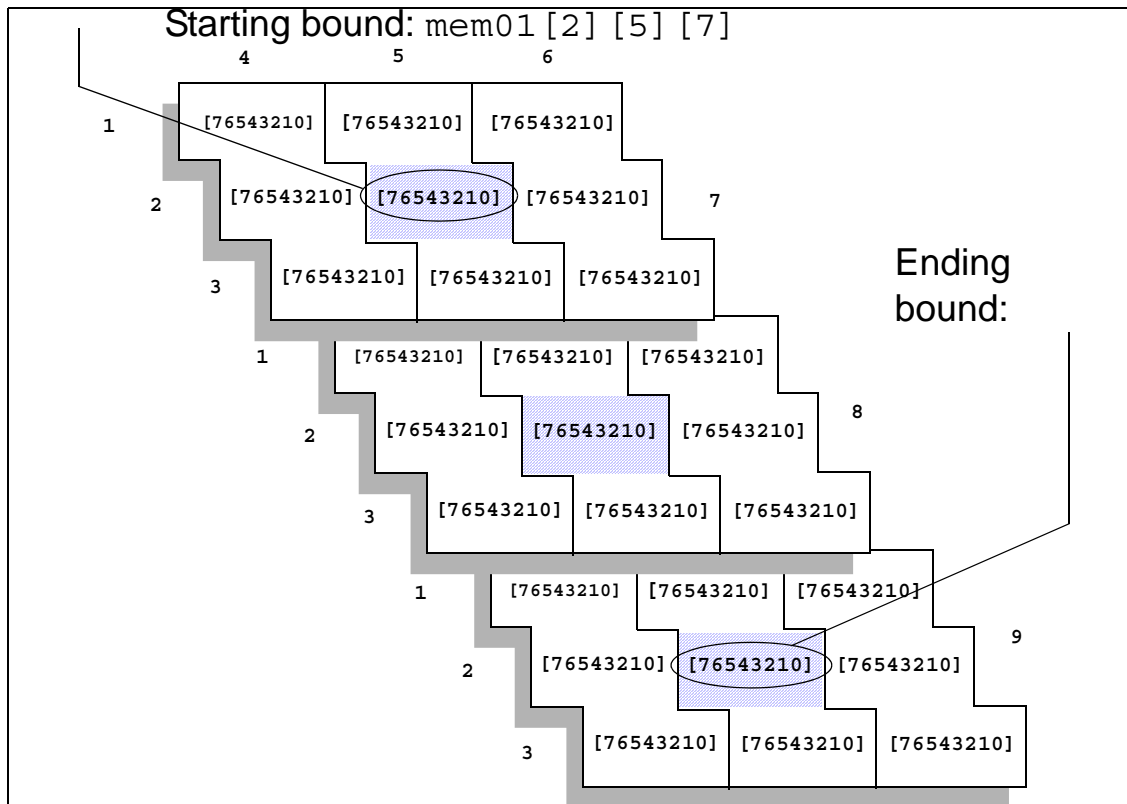 Starting bound: mem01 [2] [5] [7]
4 5 6
1 [76543210] [76543210] [76543210]
2 [76543210] [76543210] [76543210] 7
3 [76543210] [76543210] [76543210]
Ending
bound:
1 [76543210] [76543210] [76543210]
2 [76543210] [76543210] [76543210] 8
3 [76543210] [76543210] [76543210]
1 [76543210] [76543210] [76543210]
2 [76543210] [76543210] [76543210] 9
3 [76543210] [76543210] [76543210]